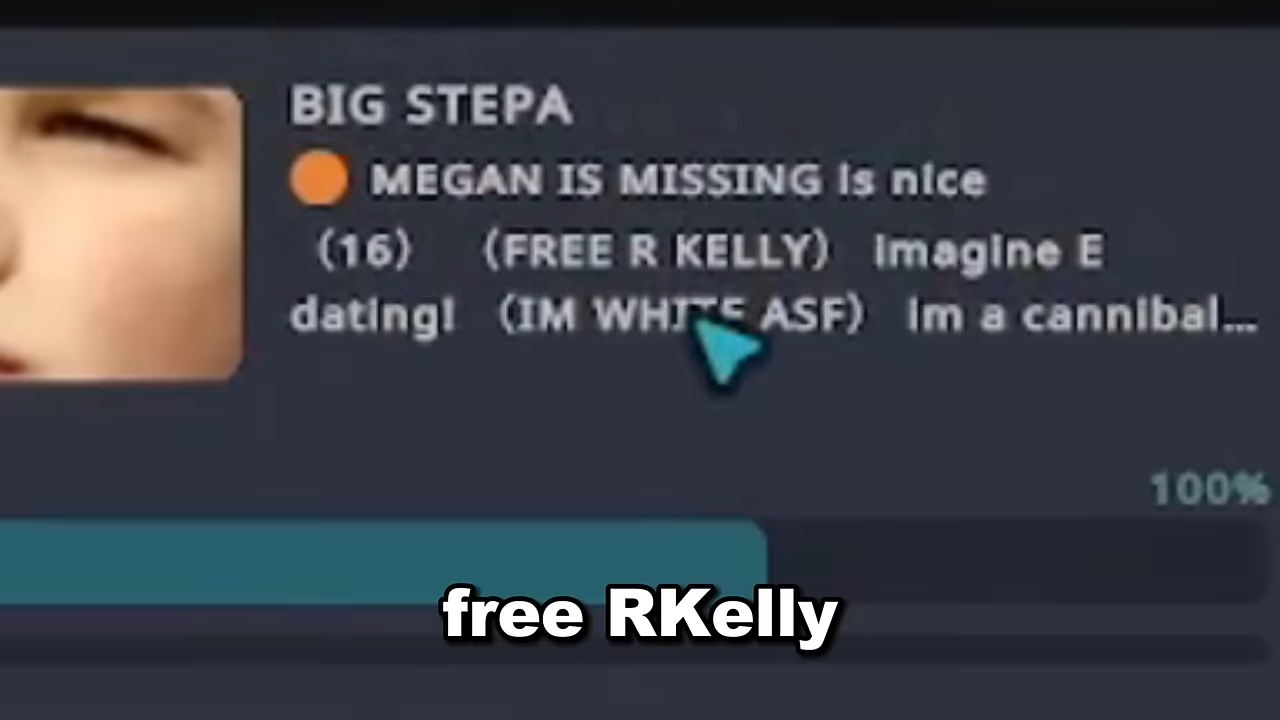 BIG STEPA
MEGAN IS MISSING is nice
（16） （FREE R KELLY） imagine E
dating! （IM WHITE ASF） im a cannibal...
100%
free RKelly